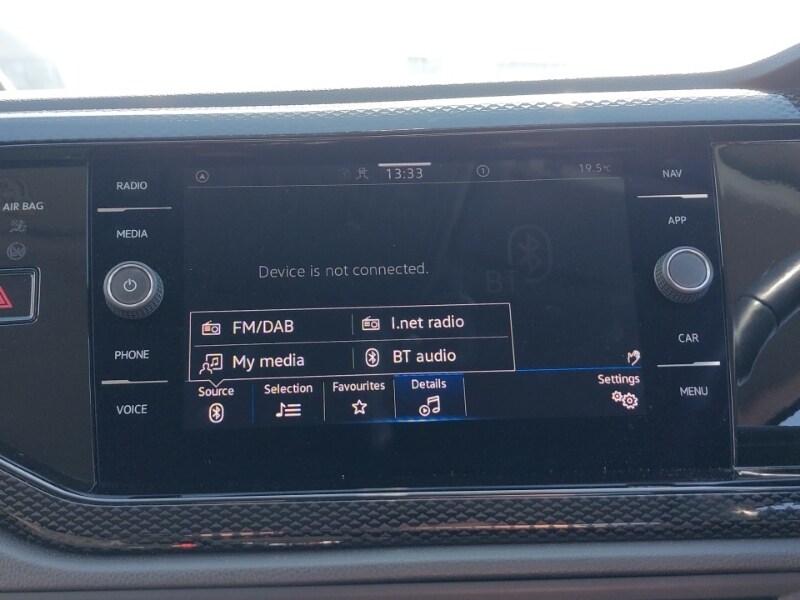 RADIO
MEDIA
PHONE
VOICE
AIR BAG
13:33
1
19.5°C
BT
Device is not connected.
FM/DAB
I.net radio
My media
BT audio
Source
Selection
Favourites
Details
Settings
NAV
APP
CAR
MENU